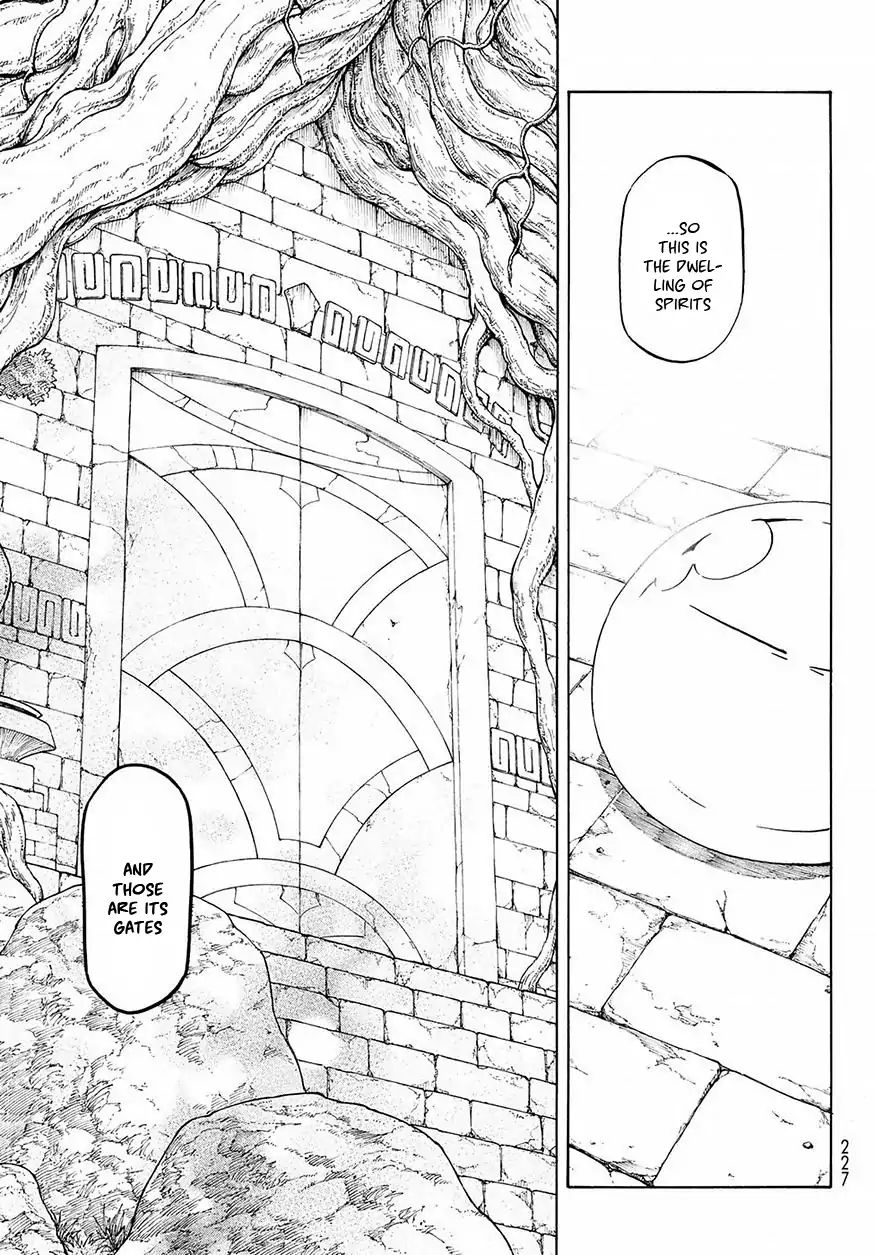 ...SO
THIS IS
THE DWEL-
LING OF
SPIRITS
AND
THOSE
ARE ITS
GATES
227